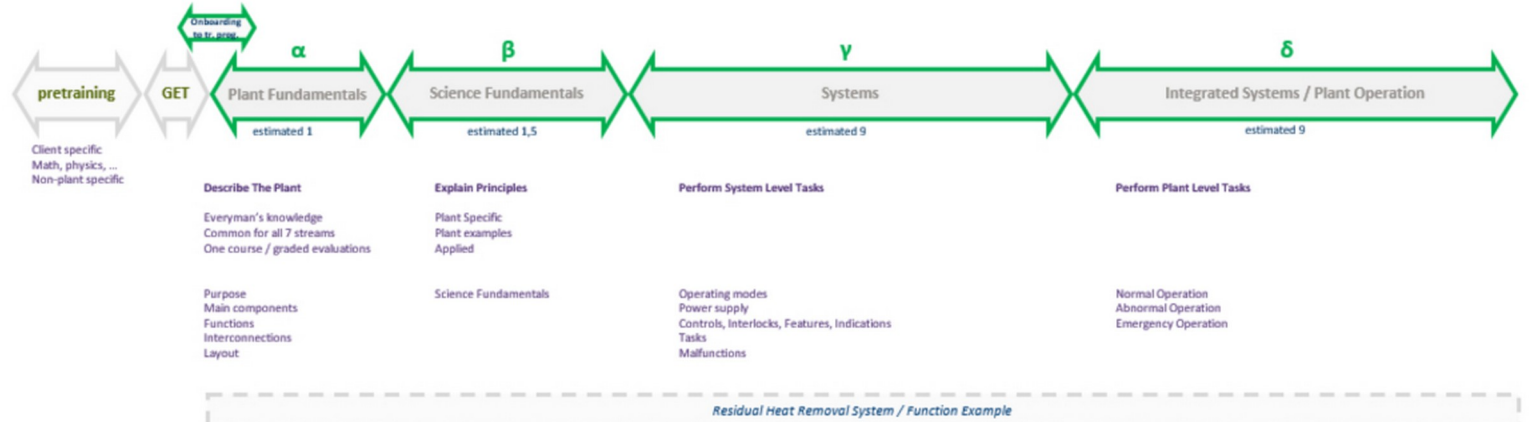 Onboarding
to tr. prog.
α
β
γ
δ
pretraining
GET
Plant Fundamentals
Science Fundamentals
Systems
Integrated Systems / Plant Operation
estimated 1
estimated 1,5
estimated 9
estimated 9
Client specific
Math, physics, ...
Non-plant specific
Describe The Plant
Everyman's knowledge
Common for all 7 streams
One course / graded evaluations
Purpose
Main components
Functions
Interconnections
Layout
Explain Principles
Plant Specific
Plant examples
Applied
Science Fundamentals
Perform System Level Tasks
Operating modes
Power supply
Controls, Interlocks, Features, Indications
Tasks
Malfunctions
Perform Plant Level Tasks
Normal Operation
Abnormal Operation
Emergency Operation
Residual Heat Removal System / Function Example